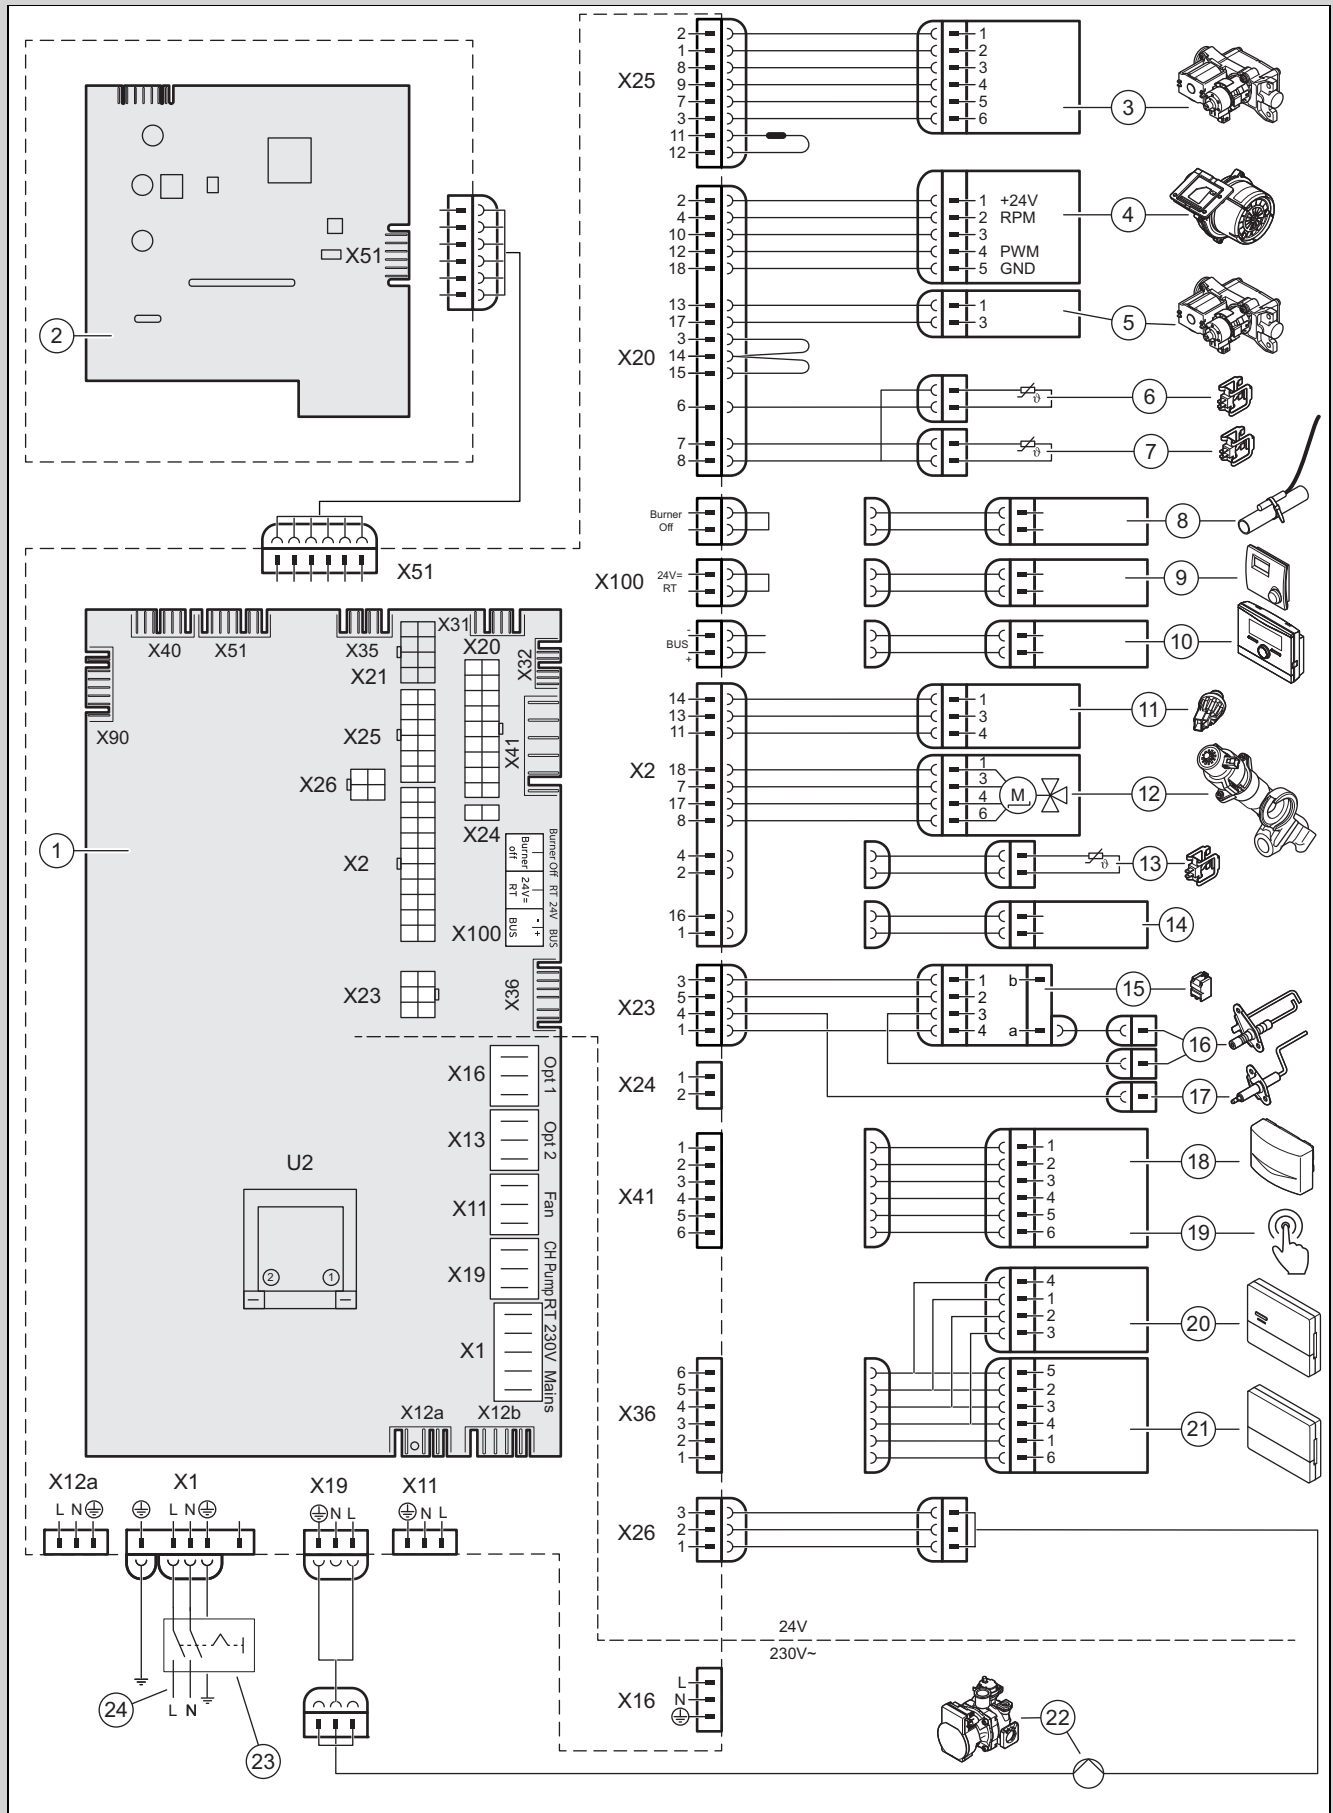 X51
2
X51
X40
X51
X35
X31
X20
X32
X21
X90
X25
X41
X26
X24
X2
1
Burner off
24V= RT
BUS
- +
Burner Off RT 24V BUS
X100
X23
X36
X16 Opt 1
X13 Opt 2
X11 Fan
X19 CH Pump
X1 RT 230V Mains
U2
2 1
X12a X12b
X12a X1 X19 X11
L N
L N
N L
N L
L N
24
23
X25
2 1
1 2
8 3
9 4
7 5
3 6
11
12
3
X20
2 1 +24V
4 2 RPM
10 3
12 4 PWM
18 5 GND
4
13 1
17 3
5
3
14
15
6 ϑ 6
7 ϑ 7
8
Burner Off
8
X100
24V= RT
9
- BUS +
10
X2
14 1
13 3
11 4
11
18 1
7 3
17 4
8 6
M
12
4 ϑ 13
2
16 14
1
X23
3 1 b
5 2
4 3
1 4 a
15
16
X24
1
2
17
X41
1 1
2 2
3 3
4 4
5 5
6 6
18
19
4
1
2
3
20
X36
6 5
5 2
4 3
3 4
2 1
1 6
21
X26
3
2
1
24V
230V~
X16
L
N
22